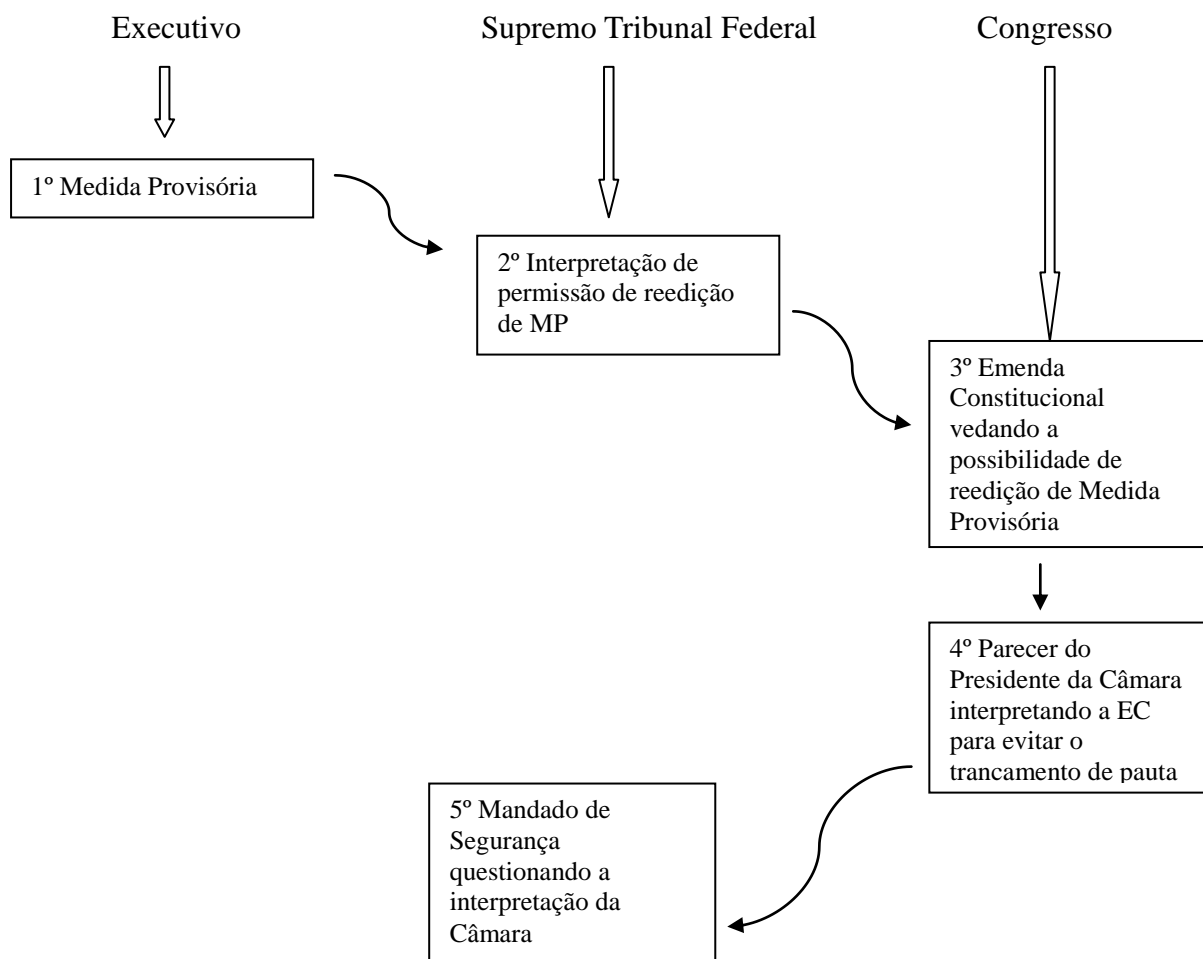 Executivo
Supremo Tribunal Federal
Congresso
1º Medida Provisória
2º Interpretação de
permissão de reedição
de MP
3º Emenda
Constitucional
vedando a
possibilidade de
reedição de Medida
Provisória
4º Parecer do
Presidente da Câmara
interpretando a EC
para evitar o
trancamento de pauta
5º Mandado de
Segurança
questionando a
interpretação da
Câmara